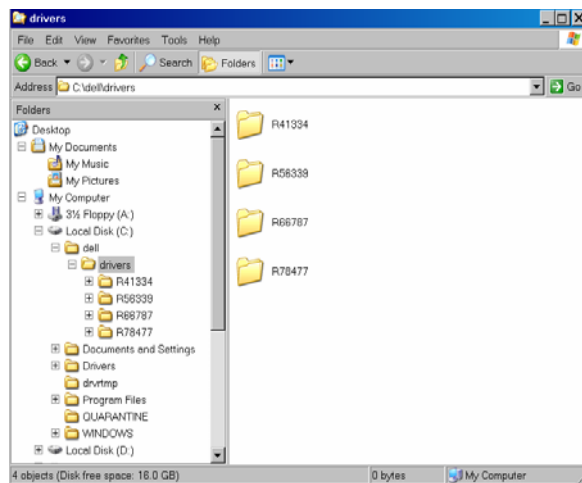 drivers
File Edit View Favorites Tools Help
Back Search Folders
Address C:\dell\drivers Go
Folders x
Desktop
My Documents
My Music
My Pictures
My Computer
3½ Floppy (A:)
Local Disk (C:)
dell
drivers
R41334
R56339
R66787
R78477
Documents and Settings
Drivers
drvrtmp
Program Files
QUARANTINE
WINDOWS
Local Disk (D:)
R41334
R56339
R66787
R78477
4 objects (Disk free space: 16.0 GB) 0 bytes My Computer